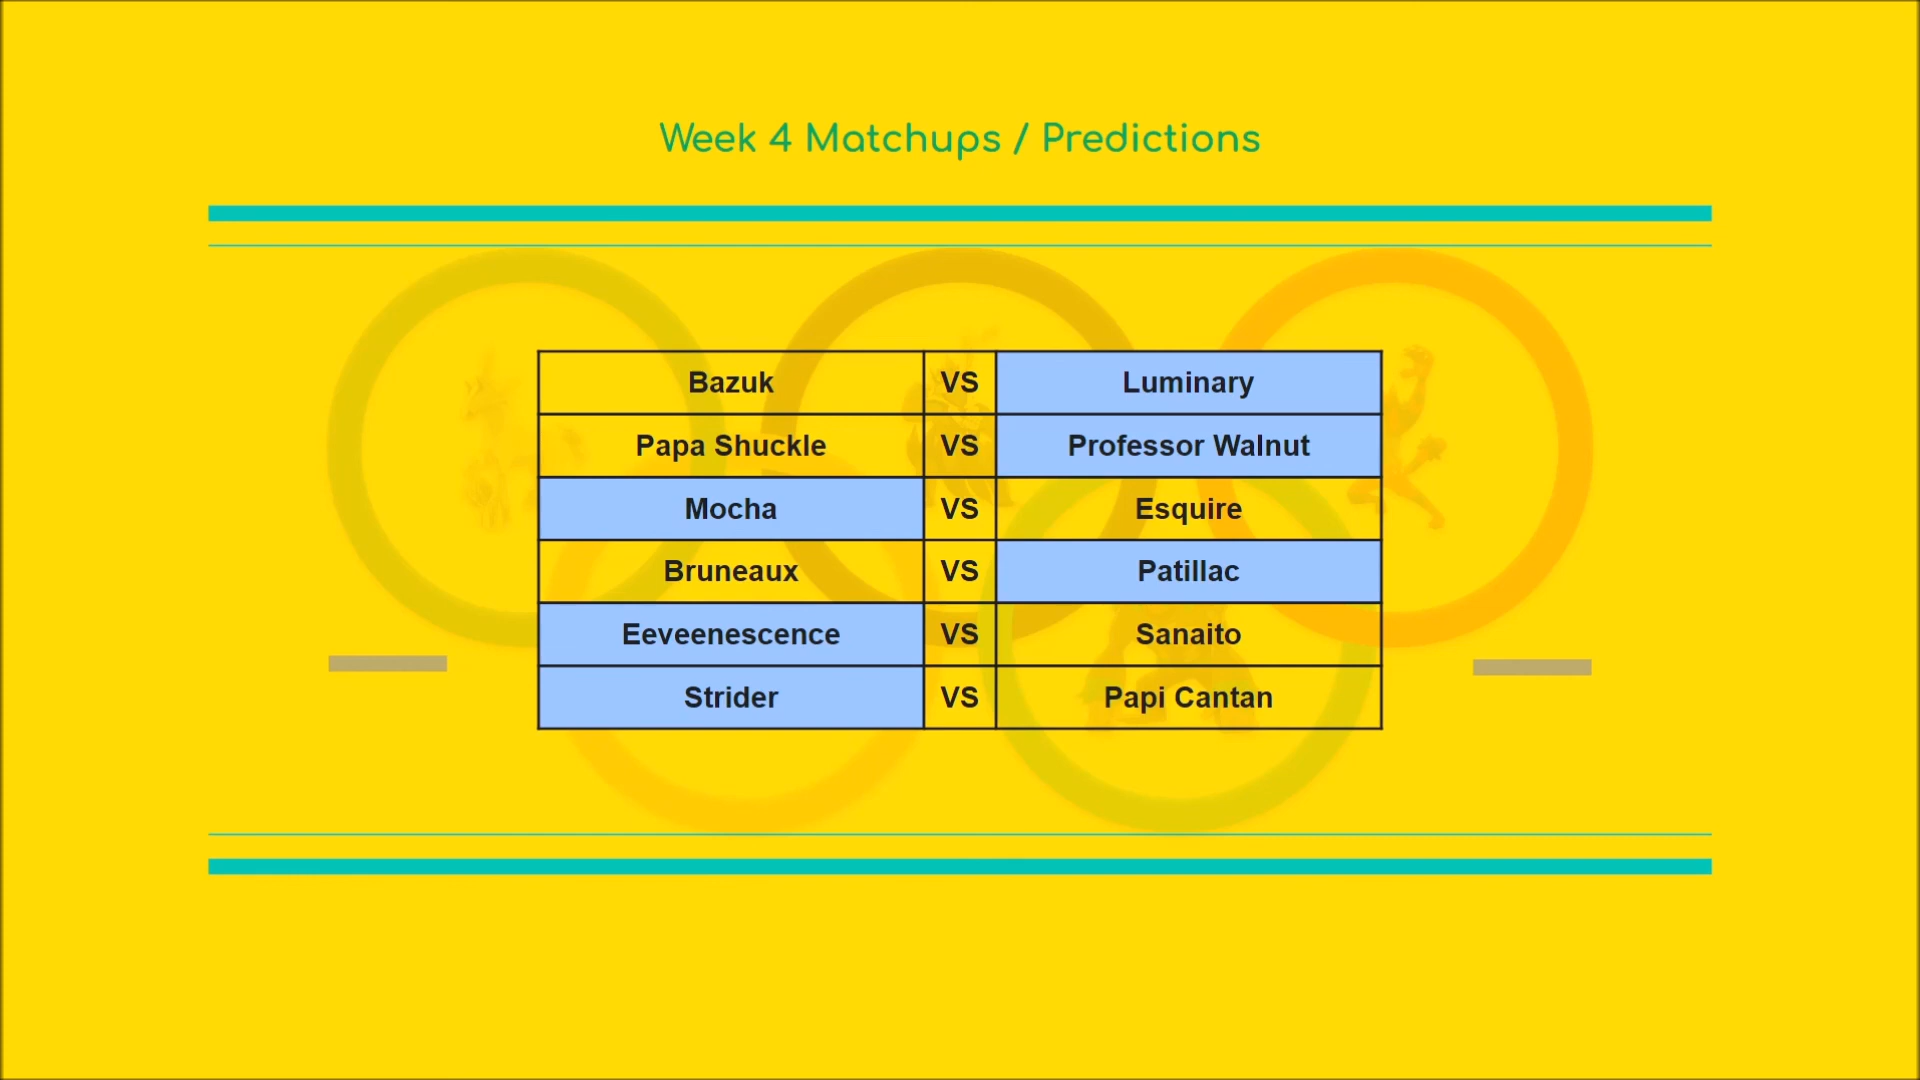 Week 4 Matchups / Predictions
Bazuk VS Luminary
Papa Shuckle VS Professor Walnut
Mocha VS Esquire
Bruneaux VS Patillac
Eeveenescence VS Sanaito
Strider VS Papi Cantan